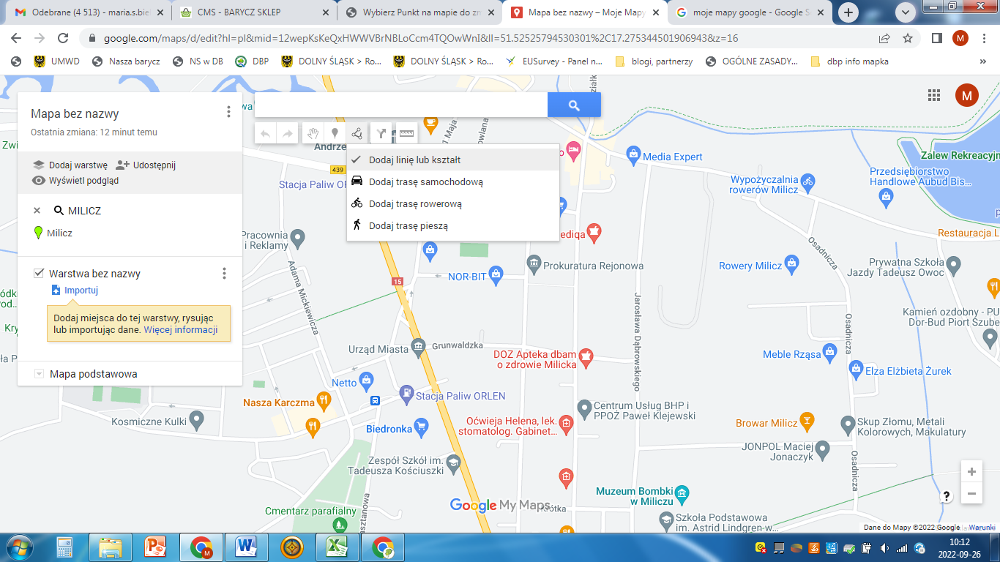 Odebrane (4 513) - maria.s.bie
CMS - BARYCZ SKLEP
Wybierz Punkt na mapie do zn
Mapa bez nazwy – Moje Mapy
moje mapy google - Google S
google.com/maps/d/edit?hl=pl&mid=12wepKsKeQxHWWVBrNBLoCcm4TQOwWnI&ll=51.52525794530301%2C17.275344501906943&z=16
M
UMWD
Nasza barycz
NS w DB
DBP
DOLNY ŚLĄSK > Ro...
DOLNY ŚLĄSK > Ro...
EUSurvey - Panel n...
blogi, partnerzy
OGÓLNE ZASADY...
dbp info mapka
»
Mapa bez nazwy
Ostatnia zmiana: 12 minut temu
Dodaj warstwę
Udostępnij
Wyświetl podgląd
MILICZ
Milicz
Warstwa bez nazwy
Importuj
Dodaj miejsca do tej warstwy, rysując
lub importując dane. Więcej informacji
Mapa podstawowa
M
Dodaj linię lub kształt
Dodaj trasę samochodową
Dodaj trasę rowerową
Dodaj trasę pieszą
Andrze
439
Stacja Paliw O
Media Expert
Wypożyczalnia
rowerów Milicz
Zalew Rekreacyjn
Przedsiębiorstwo
Handlowe Aubud Bis...
Restauracja L
ediqa
Pracownia
i Reklamy
Adama Mickiewicza
15
NOR-BIT
Prokuratura Rejonowa
Rowery Milicz
Osadnicza
Prywatna Szkoła
Jazdy Tadeusz Owoc
Kamień ozdobny - PU
Dor-Bud Piort Szube
Jarosława Dąbrowskiego
Osadnicza
Urząd Miasta
Grunwaldzka
DOZ Apteka dbam
o zdrowie Milicka
Meble Rząsa
Elza Elżbieta Żurek
Netto
Stacja Paliw ORLEN
Nasza Karczma
Kosmiczne Kulki
Biedronka
Oćwieja Helena, lek.
stomatolog. Gabinet...
Centrum Usług BHP i
PPOŻ Paweł Klejewski
Browar Milicz
Skup Złomu, Metali
Kolorowych, Makulatury
JONPOL Maciej
Jonaczyk
Osadnicza
Zespół Szkół im.
Tadeusza Kościuszki
Muzeum Bombki
w Miliczu
Cmentarz parafialny
Szkoła Podstawowa
im. Astrid Lindgren w...
Google My Maps
?
Dane do Mapy ©2022 Google
Warunki
10:12
2022-09-26